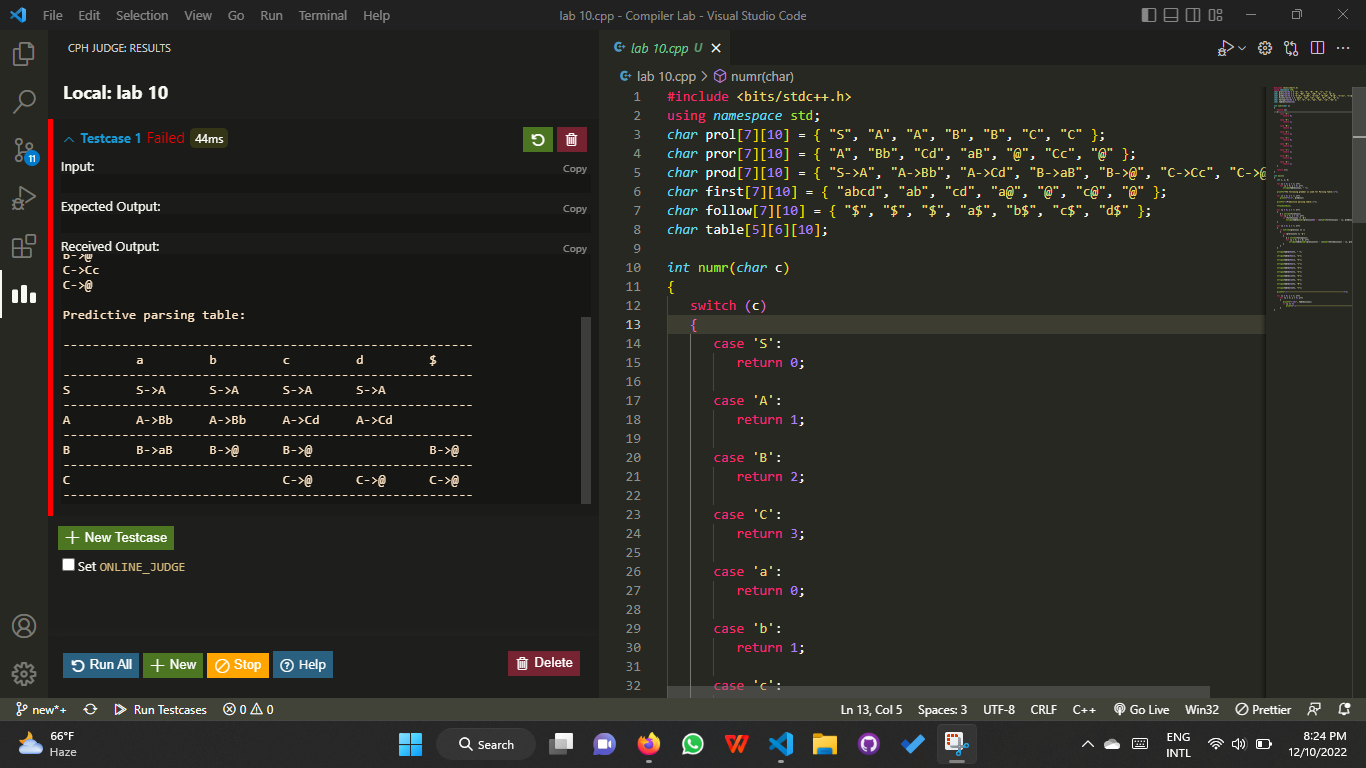 File Edit Selection View Go Run Terminal Help
lab 10.cpp - Compiler Lab - Visual Studio Code
CPH JUDGE: RESULTS
Local: lab 10
Testcase 1 Failed 44ms
Input:
Copy
Expected Output:
Copy
Received Output:
Copy
B->@
C->Cc
C->@
Predictive parsing table:
--------------------------------------------------------
a b c d $
--------------------------------------------------------
S S->A S->A S->A S->A
--------------------------------------------------------
A A->Bb A->Bb A->Cd A->Cd
--------------------------------------------------------
B B->aB B->@ B->@ B->@
--------------------------------------------------------
C C->@ C->@ C->@
--------------------------------------------------------
New Testcase
Set ONLINE_JUDGE
Run All New Stop Help Delete
11
lab 10.cpp U
lab 10.cpp > numr(char)
1 #include <bits/stdc++.h>
2 using namespace std;
3 char prol[7][10] = { "S", "A", "A", "B", "B", "C", "C" };
4 char pror[7][10] = { "A", "Bb", "Cd", "aB", "@", "Cc", "@" };
5 char prod[7][10] = { "S->A", "A->Bb", "A->Cd", "B->aB", "B->@", "C->Cc", "C->@
6 char first[7][10] = { "abcd", "ab", "cd", "a@", "@", "c@", "@" };
7 char follow[7][10] = { "$", "$", "$", "a$", "b$", "c$", "d$" };
8 char table[5][6][10];
9
10 int numr(char c)
11 {
12 switch (c)
13 {
14 case 'S':
15 return 0;
16
17 case 'A':
18 return 1;
19
20 case 'B':
21 return 2;
22
23 case 'C':
24 return 3;
25
26 case 'a':
27 return 0;
28
29 case 'b':
30 return 1;
31
32 case 'c':
new*+ Run Testcases 0 0 Ln 13, Col 5 Spaces: 3 UTF-8 CRLF C++ Go Live Win32 Prettier
66°F
Haze
Search
ENG
INTL
8:24 PM
12/10/2022